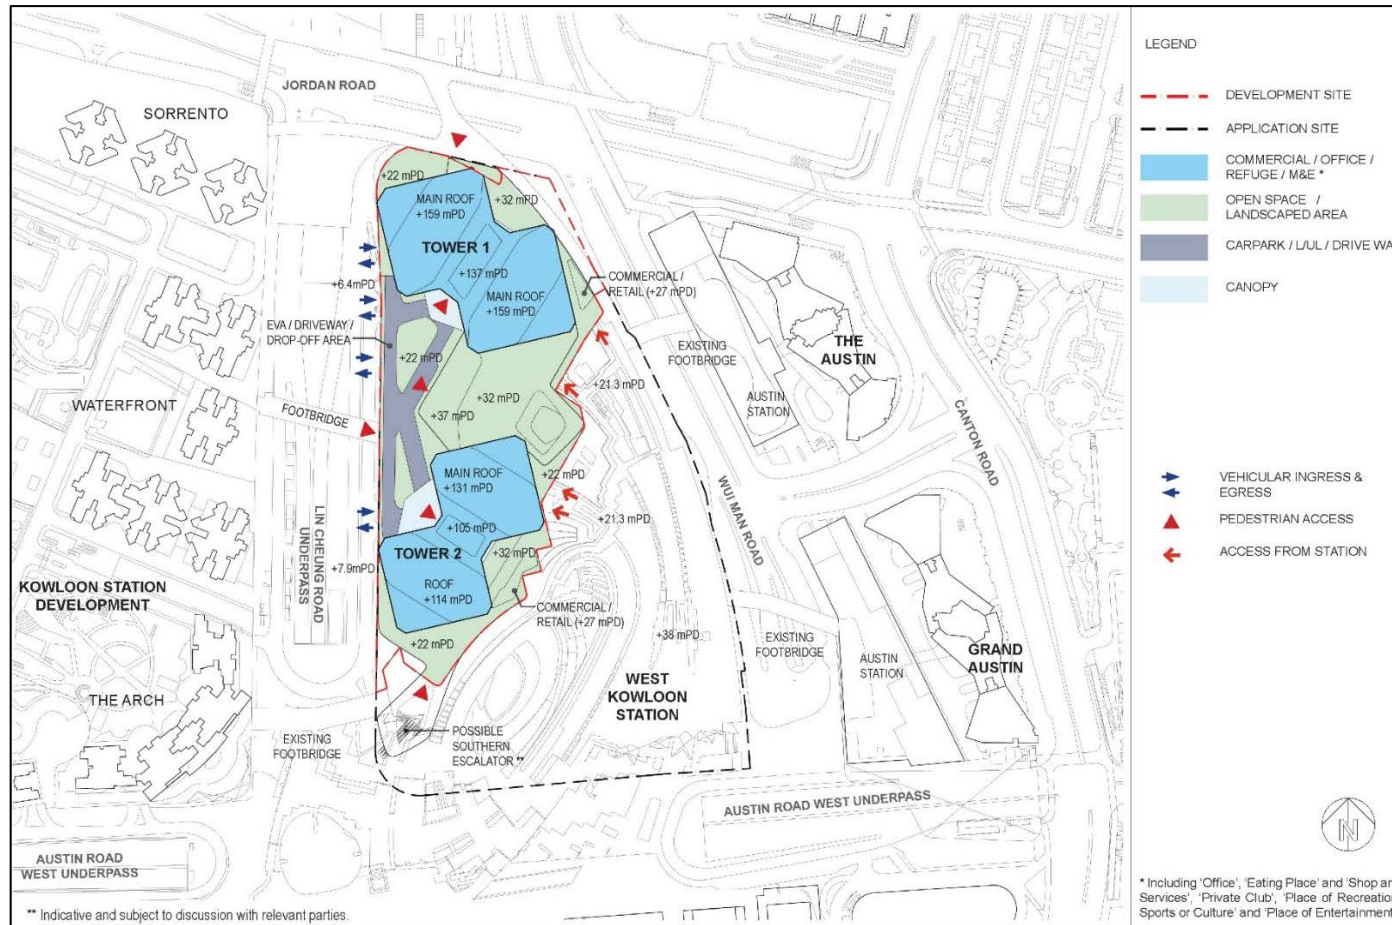 JORDAN ROAD
SORRENTO
+22 mPD
MAIN ROOF
+159 mPD
+32 mPD
TOWER 1
+137 mPD
MAIN ROOF
+159 mPD
COMMERCIAL /
RETAIL (+27 mPD)
+6.4mPD
EVA / DRIVEWAY /
DROP-OFF AREA
+22 mPD
EXISTING
FOOTBRIDGE
THE
AUSTIN
+21.3 mPD
AUSTIN
STATION
WATERFRONT
FOOTBRIDGE
+32 mPD
+37 mPD
CANTON ROAD
MAIN ROOF
+131 mPD
+22 mPD
WUI MAN ROAD
LIN CHEUNG ROAD
UNDERPASS
+105 mPD
+21.3 mPD
TOWER 2
+32 mPD
+7.9mPD
KOWLOON STATION
DEVELOPMENT
ROOF
+114 mPD
COMMERCIAL /
RETAIL (+27 mPD)
+22 mPD
+38 mPD
EXISTING
FOOTBRIDGE
AUSTIN
STATION
GRAND
AUSTIN
THE ARCH
WEST
KOWLOON
STATION
EXISTING
FOOTBRIDGE
POSSIBLE
SOUTHERN
ESCALATOR **
AUSTIN ROAD WEST UNDERPASS
AUSTIN ROAD
WEST UNDERPASS
** Indicative and subject to discussion with relevant parties.
LEGEND
DEVELOPMENT SITE
APPLICATION SITE
COMMERCIAL / OFFICE /
REFUGE / M&E *
OPEN SPACE /
LANDSCAPED AREA
CARPARK / L/UL / DRIVE WA
CANOPY
VEHICULAR INGRESS &
EGRESS
PEDESTRIAN ACCESS
ACCESS FROM STATION
N
* Including 'Office', 'Eating Place' and 'Shop an
Services', 'Private Club', 'Place of Recreation
Sports or Culture' and 'Place of Entertainment